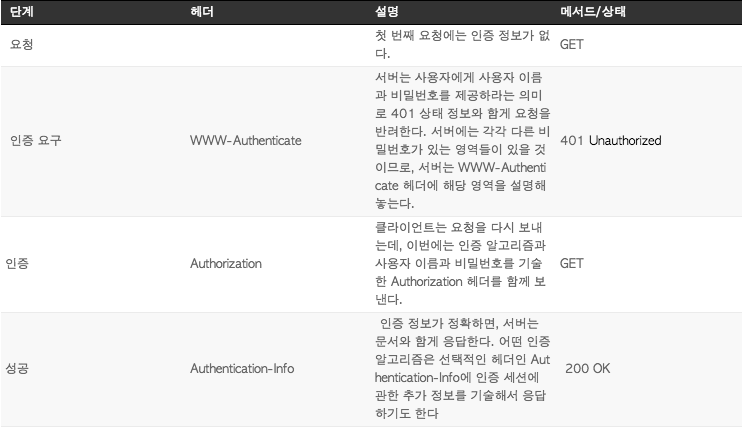 단계 헤더 설명 메서드/상태
요청 첫 번째 요청에는 인증 정보가 없 GET
다.
서버는 사용자에게 사용자 이름
과 비밀번호를 제공하라는 의미
로 401 상태 정보와 함게 요청을
반려한다. 서버에는 각각 다른 비
인증 요구 WWW-Authenticate 밀번호가 있는 영역들이 있을 것 401 Unauthorized
이므로, 서버는 WWW-Authenti
cate 헤더에 해당 영역을 설명해
놓는다.
클라이언트는 요청을 다시 보내
는데, 이번에는 인증 알고리즘과
인증 Authorization 사용자 이름과 비밀번호를 기술 GET
한 Authorization 헤더를 함께 보
낸다.
인증 정보가 정확하면, 서버는
문서와 함게 응답한다. 어떤 인증
알고리즘은 선택적인 헤더인 Aut
성공 Authentication-Info hentication-Info에 인증 세션에 200 OK
관한 추가 정보를 기술해서 응답
하기도 한다